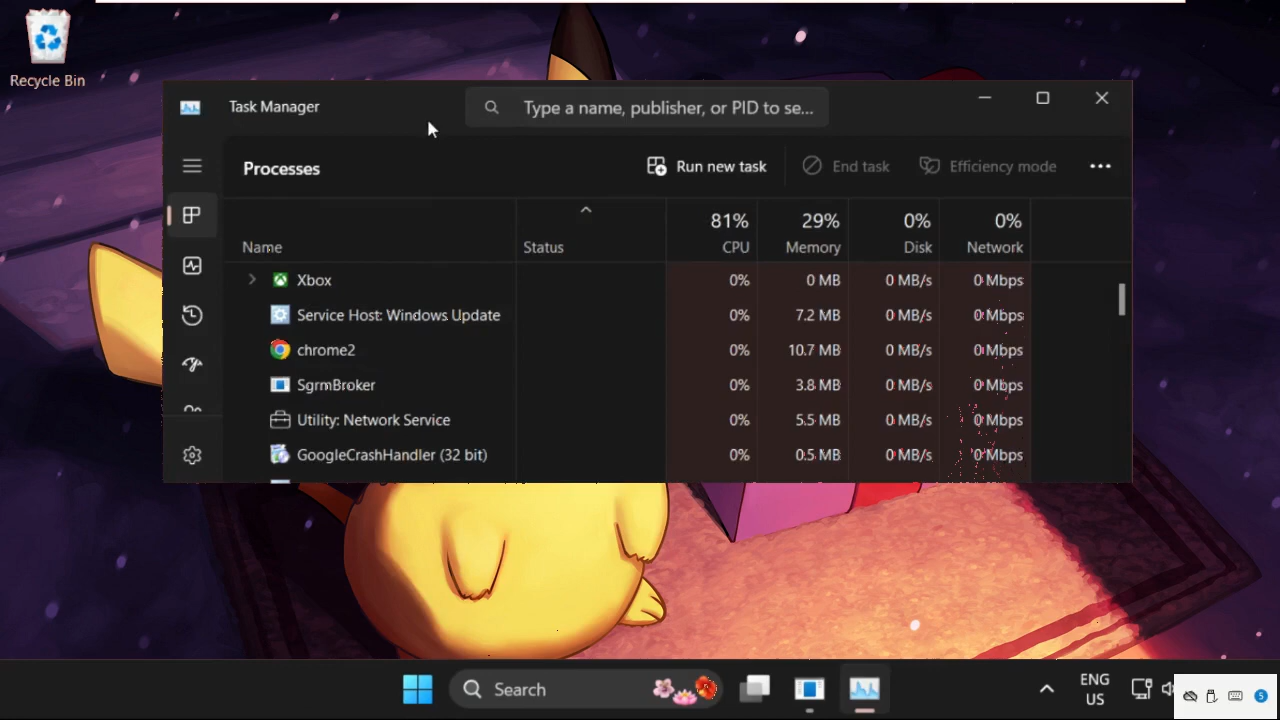 Recycle Bin
Task Manager
Type a name, publisher, or PID to se...
Processes
Run new task
End task
Efficiency mode
81% 29% 0% 0%
Name Status CPU Memory Disk Network
Xbox 0% 0 MB 0 MB/s 0 Mbps
Service Host: Windows Update 0% 7.2 MB 0 MB/s 0 Mbps
chrome2 0% 10.7 MB 0 MB/s 0 Mbps
SgrmBroker 0% 3.8 MB 0 MB/s 0 Mbps
Utility: Network Service 0% 5.5 MB 0 MB/s 0 Mbps
GoogleCrashHandler (32 bit) 0% 0.5 MB 0 MB/s 0 Mbps
Search
ENG
US
5